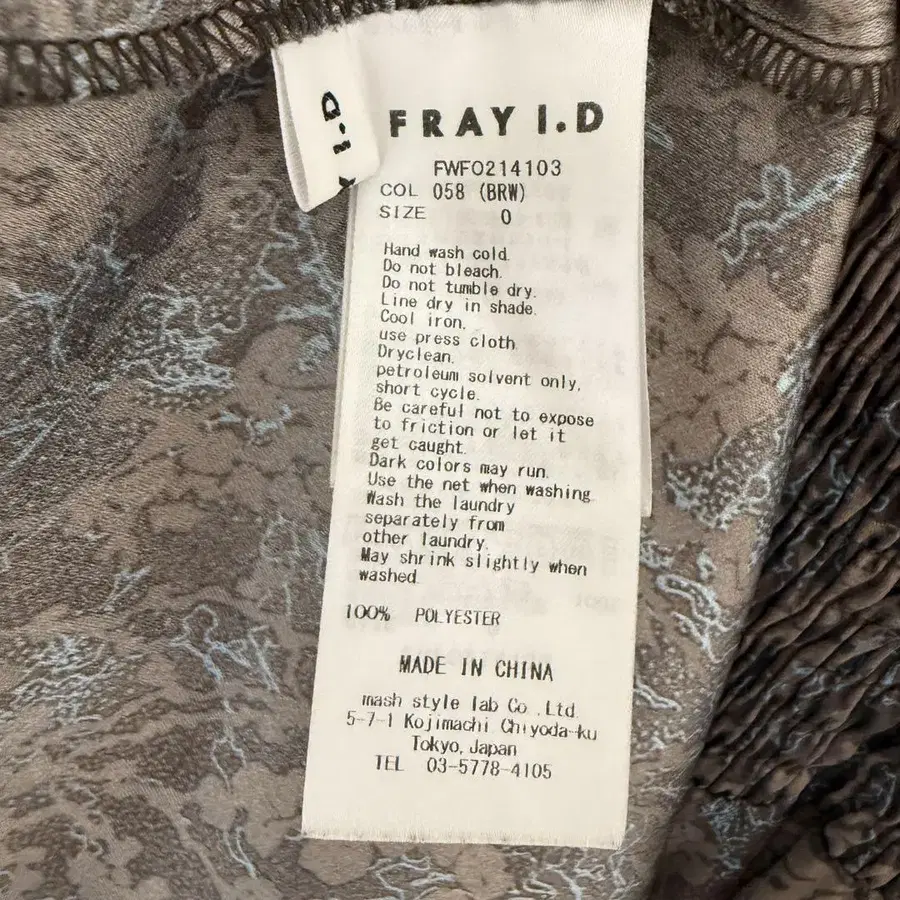 I.D
FRAY I.D
FWFO214103
COL 058 (BRW)
SIZE 0
Hand wash cold.
Do not bleach.
Do not tumble dry.
Line dry in shade.
Cool iron.
use press cloth.
Dryclean.
petroleum solvent only,
short cycle.
Be careful not to expose
to friction or let it
get caught.
Dark colors may run.
Use the net when washing
Wash the laundry
separately from
other laundry.
May shrink slightly when
washed.
100% POLYESTER
MADE IN CHINA
mash style lab Co.,Ltd.
5-7-1 Kojimachi Chiyoda-ku
Tokyo, Japan
TEL 03-5778-4105